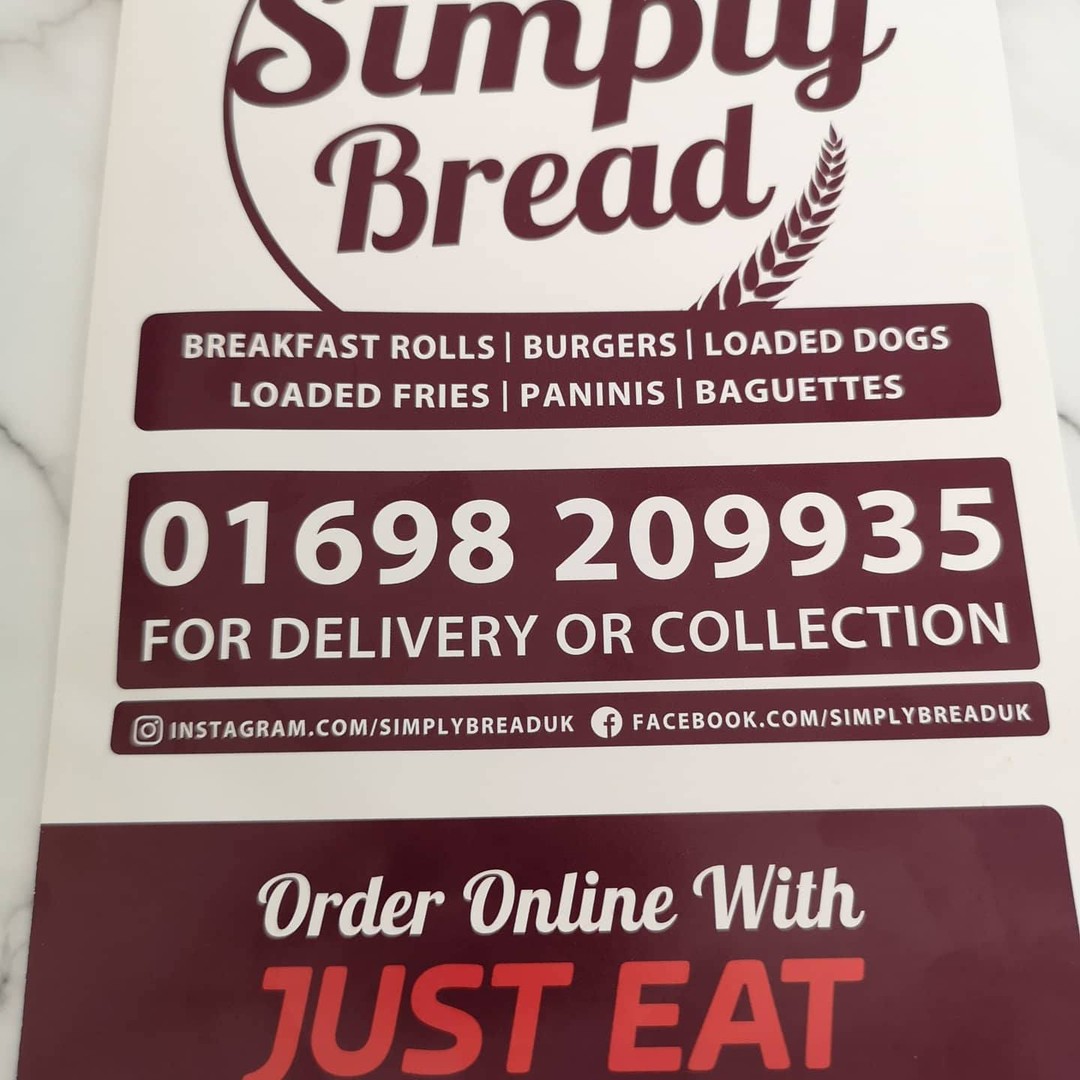 Simply
Bread
BREAKFAST ROLLS | BURGERS | LOADED DOGS
LOADED FRIES | PANINIS | BAGUETTES
01698 209935
FOR DELIVERY OR COLLECTION
INSTAGRAM.COM/SIMPLYBREADUK FACEBOOK.COM/SIMPLYBREADUK
Order Online With
JUST EAT